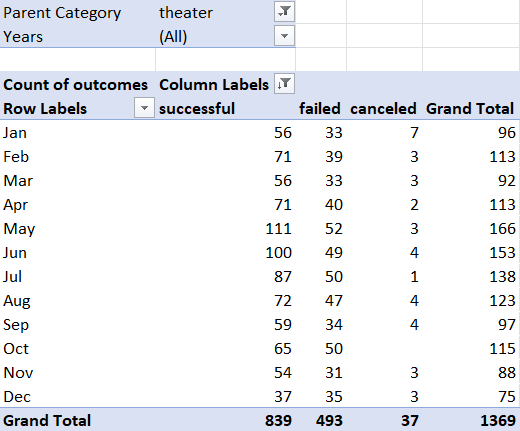 Parent Category theater
Years (All)
Count of outcomes Column Labels
Row Labels successful failed canceled Grand Total
Jan 56 33 7 96
Feb 71 39 3 113
Mar 56 33 3 92
Apr 71 40 2 113
May 111 52 3 166
Jun 100 49 4 153
Jul 87 50 1 138
Aug 72 47 4 123
Sep 59 34 4 97
Oct 65 50 115
Nov 54 31 3 88
Dec 37 35 3 75
Grand Total 839 493 37 1369